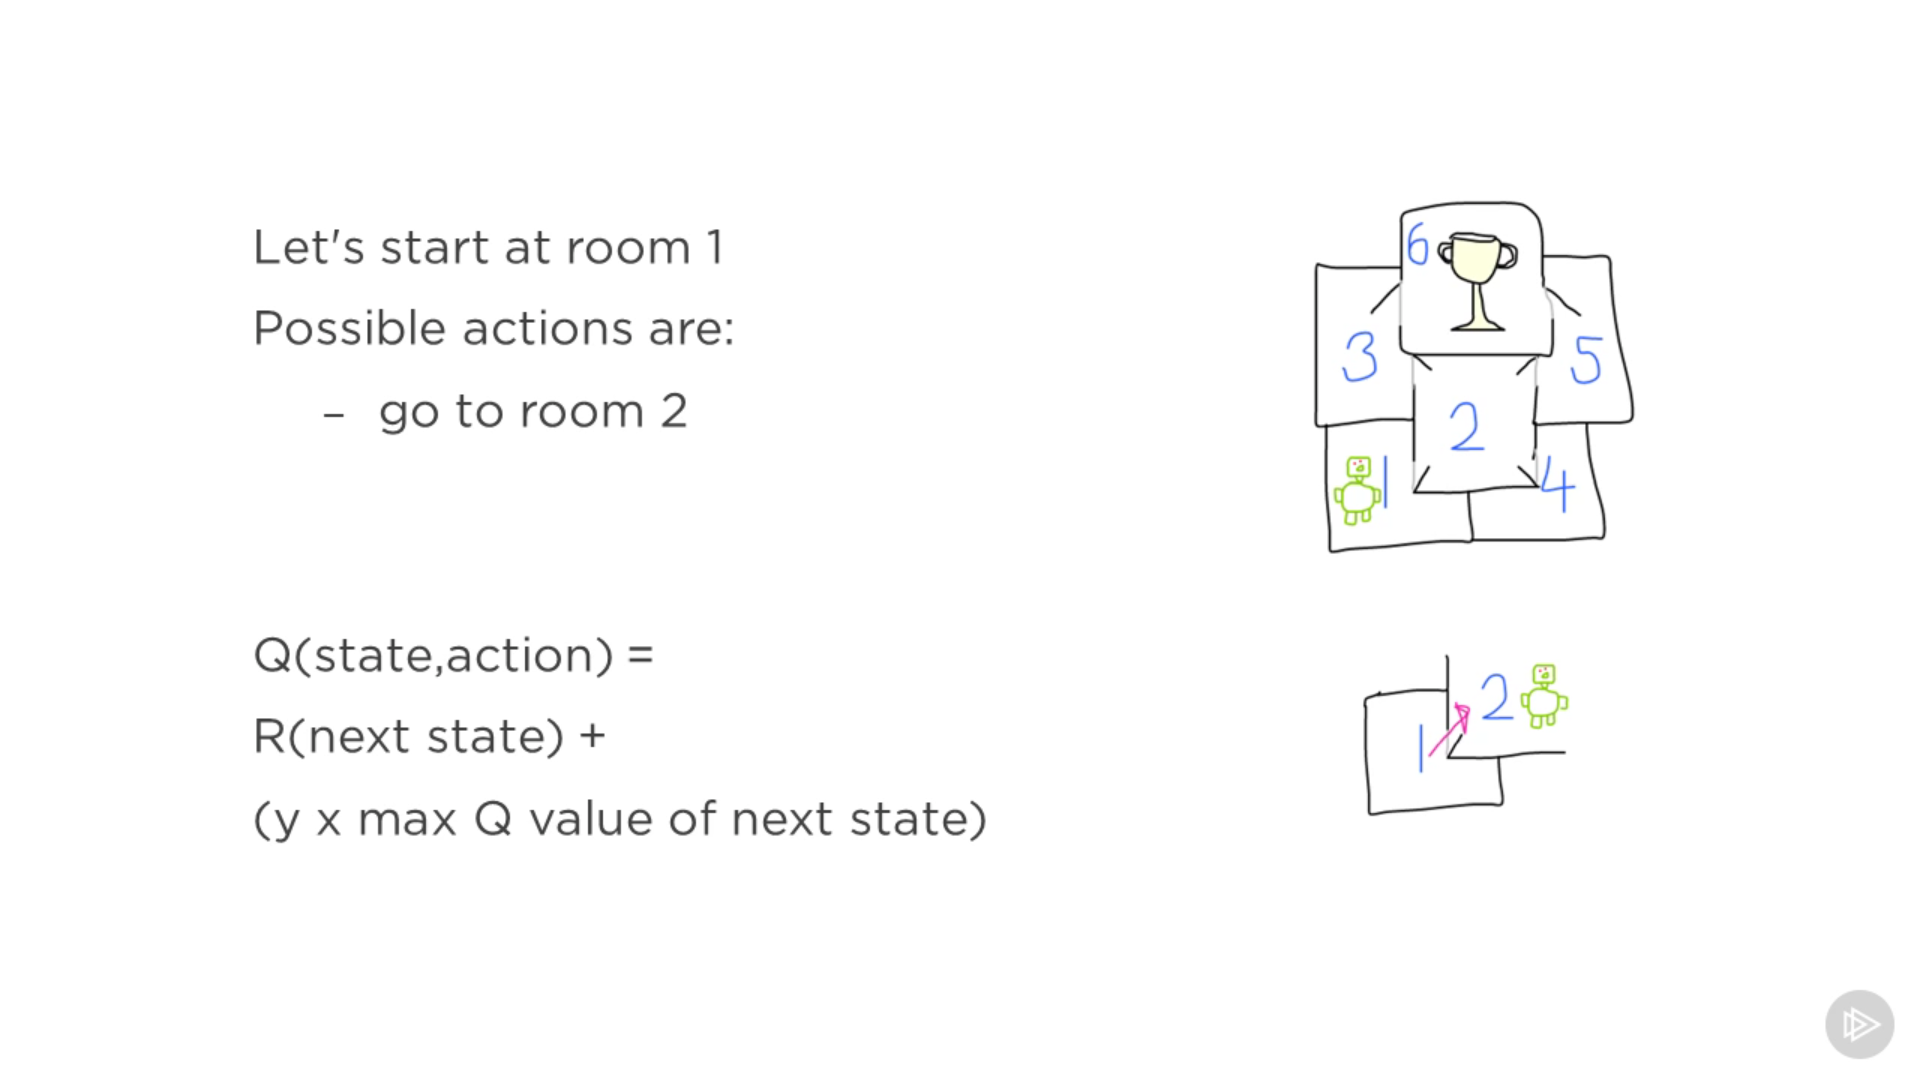 Let's start at room 1
Possible actions are:
– go to room 2
Q(state,action) =
R(next state) +
(y x max Q value of next state)
6
3
5
2
1
4
2
1